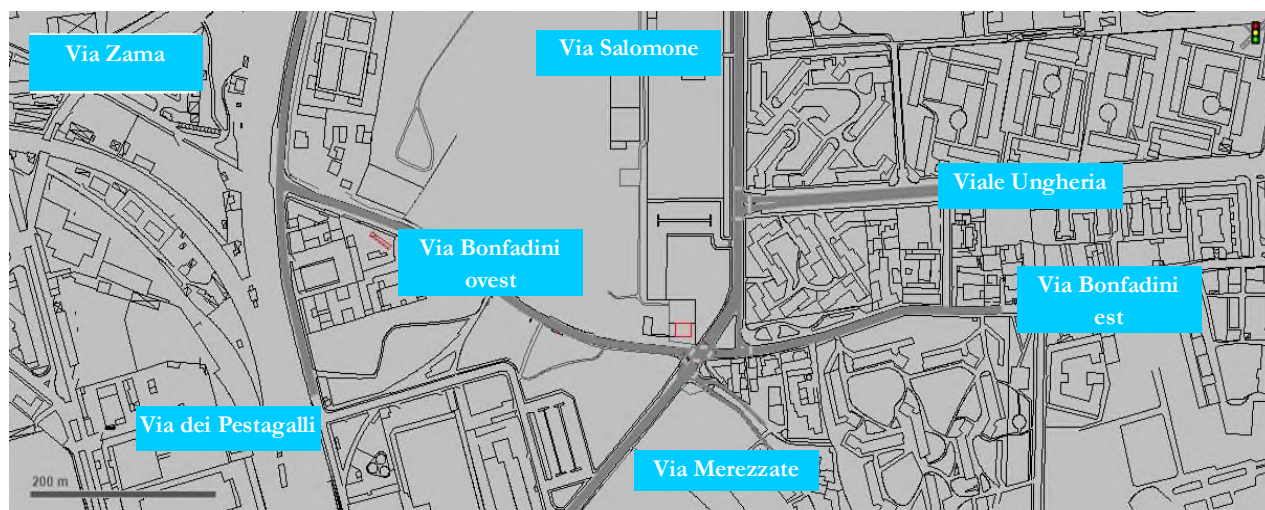 Via Zama
Via Salomone
Viale Ungheria
Via Bonfadini
ovest
Via Bonfadini
est
Via dei Pestagalli
Via Merezzate
200 m